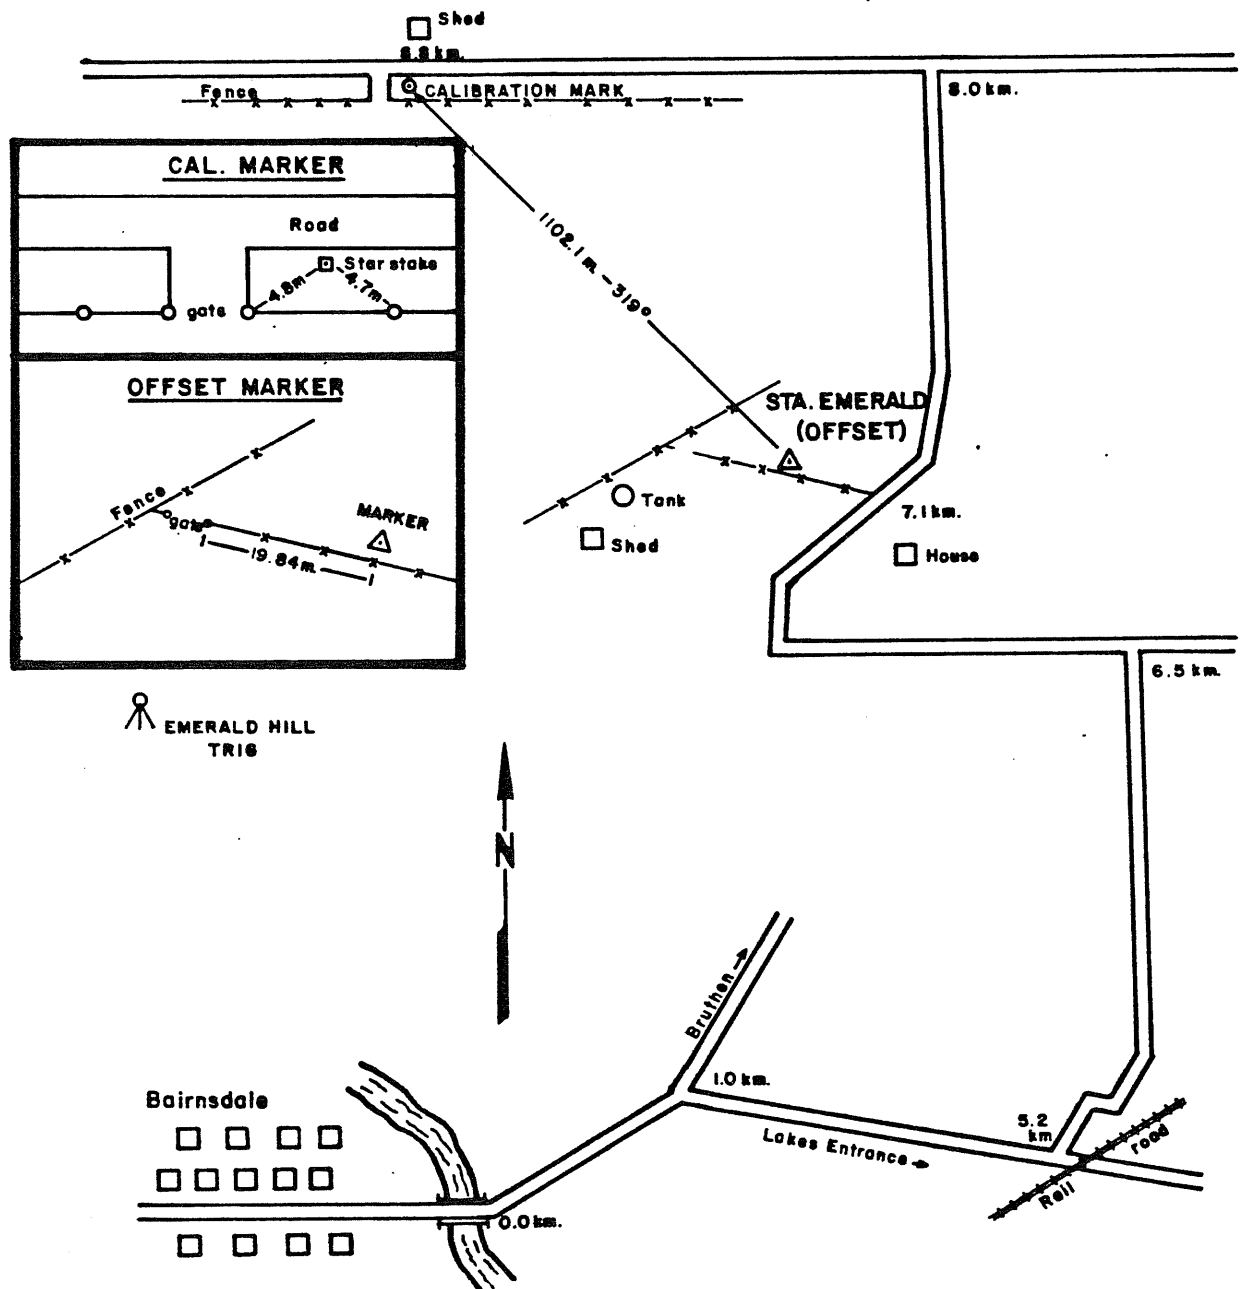 Shed
8.8 km.
Fence
CALIBRATION MARK
8.0 km.
CAL. MARKER
Road
Star stake
4.8m
4.7m
gate
1102.1 m. - 319°
OFFSET MARKER
STA. EMERALD
(OFFSET)
Fence
gate
MARKER
19.84 m.
Tank
Shed
7.1 km.
House
6.5 km.
EMERALD HILL
TRIG
N
Bruthen
1.0 km.
Bairnsdale
5.2
km
Lakes Entrance
Rail
road
0.0 km.